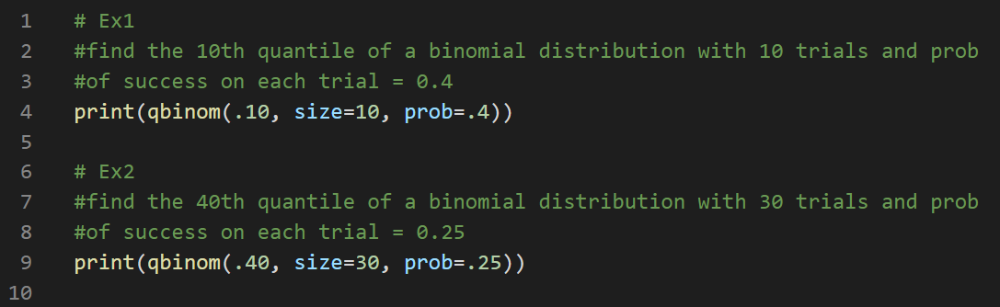 1 # Ex1
2 #find the 10th quantile of a binomial distribution with 10 trials and prob
3 #of success on each trial = 0.4
4 print(qbinom(.10, size=10, prob=.4))
5
6 # Ex2
7 #find the 40th quantile of a binomial distribution with 30 trials and prob
8 #of success on each trial = 0.25
9 print(qbinom(.40, size=30, prob=.25))
10